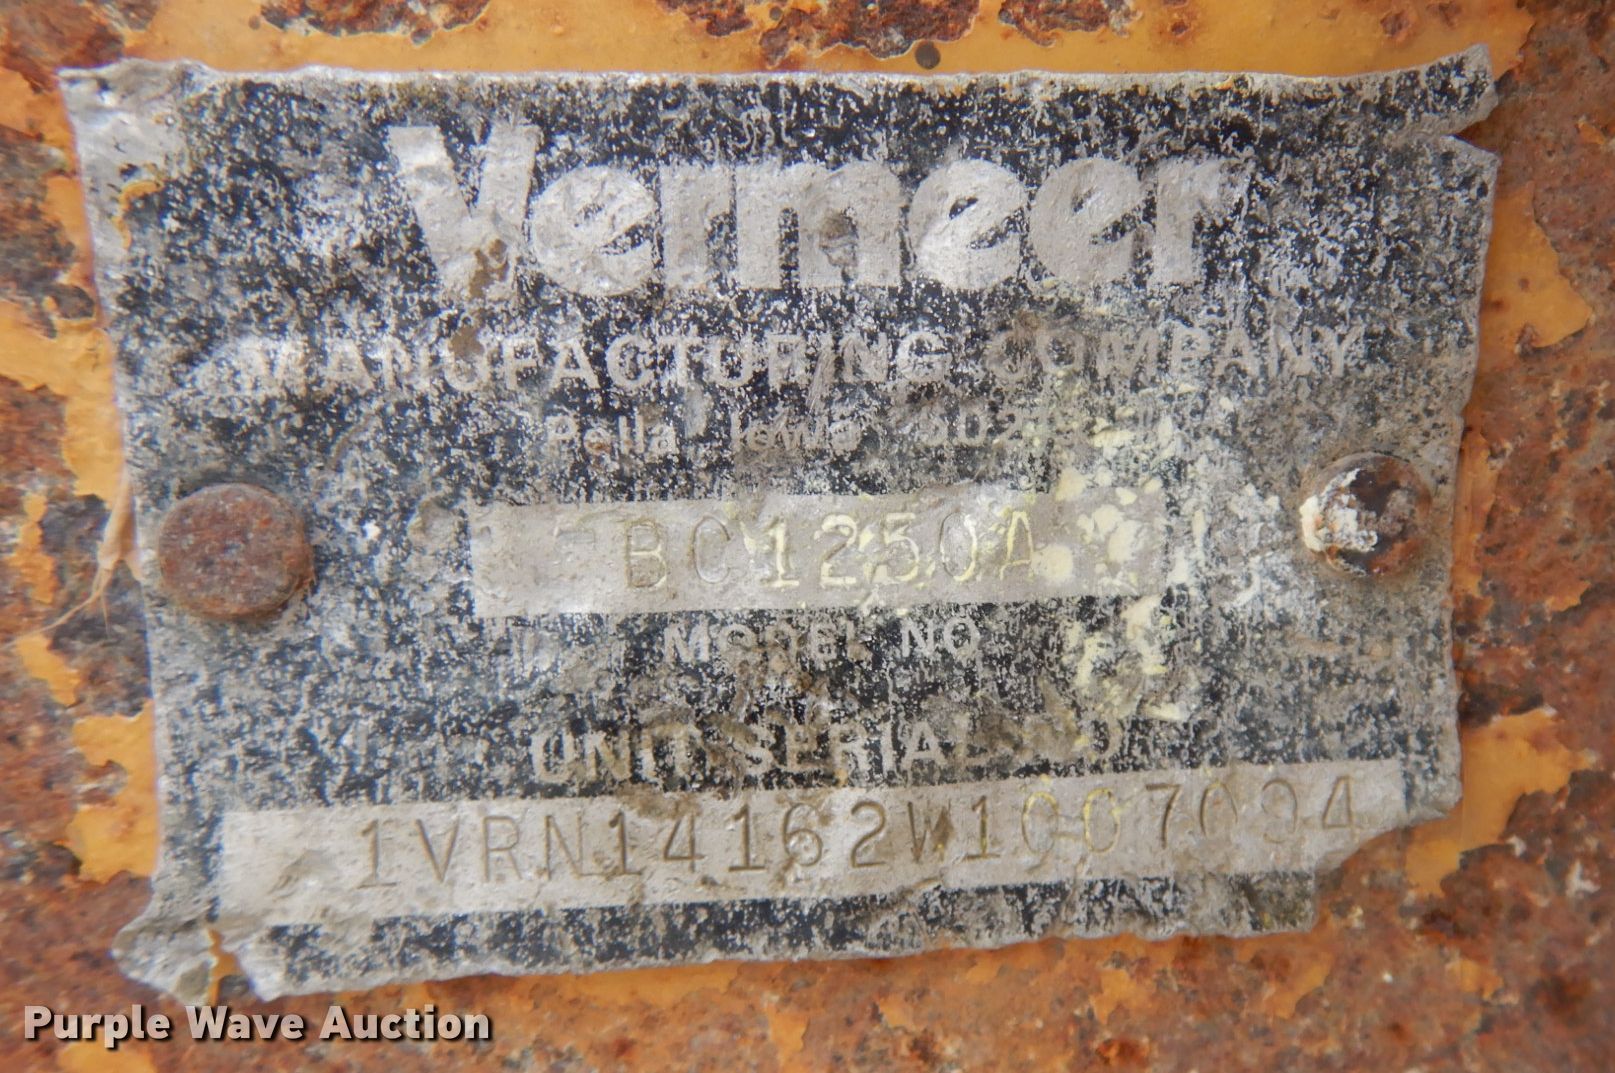 Vermeer
MANUFACTURING COMPANY
Pella Iowa
BC1250A
MODEL NO.
UNIT SERIAL
1VRN14162W1007094
Purple Wave Auction